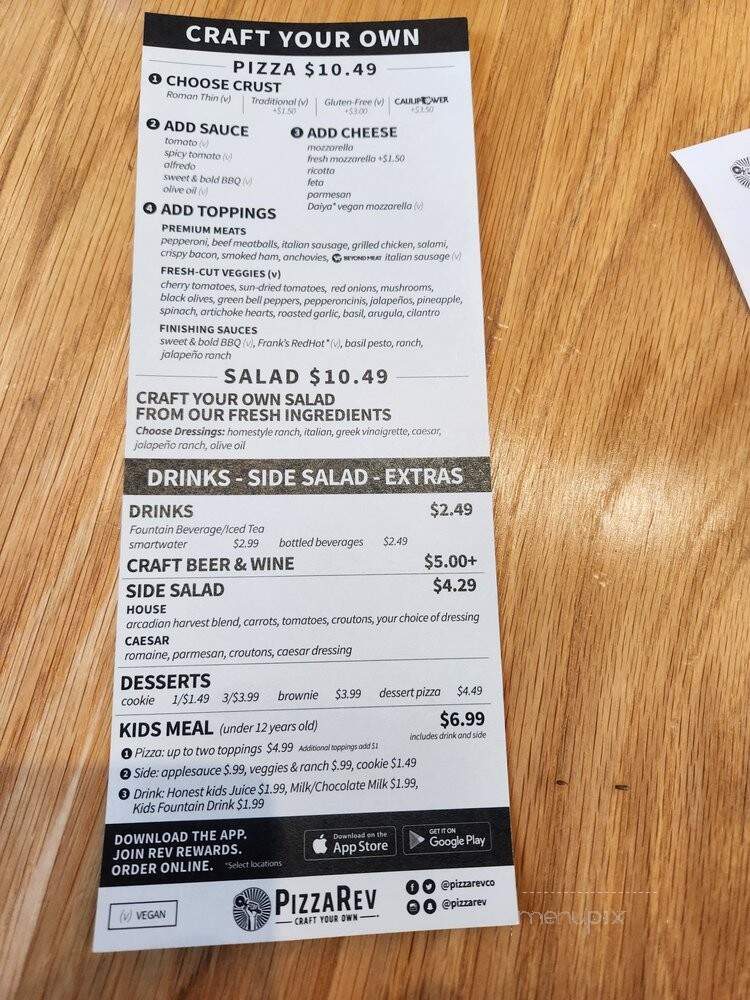 CRAFT YOUR OWN
PIZZA $10.49
1 CHOOSE CRUST
Roman Thin (v) | Traditional (v) +$1.50 | Gluten-Free (v) +$3.00 | CAULIPOWER +$3.50
2 ADD SAUCE
tomato (v)
spicy tomato (v)
alfredo
sweet & bold BBQ (v)
olive oil (v)
3 ADD CHEESE
mozzarella
fresh mozzarella +$1.50
ricotta
feta
parmesan
Daiya* vegan mozzarella (v)
4 ADD TOPPINGS
PREMIUM MEATS
pepperoni, beef meatballs, italian sausage, grilled chicken, salami,
crispy bacon, smoked ham, anchovies, BEYOND MEAT italian sausage (v)
FRESH-CUT VEGGIES (v)
cherry tomatoes, sun-dried tomatoes, red onions, mushrooms,
black olives, green bell peppers, pepperoncinis, jalapeños, pineapple,
spinach, artichoke hearts, roasted garlic, basil, arugula, cilantro
FINISHING SAUCES
sweet & bold BBQ (v), Frank's RedHot*(v), basil pesto, ranch,
jalapeño ranch
SALAD $10.49
CRAFT YOUR OWN SALAD
FROM OUR FRESH INGREDIENTS
Choose Dressings: homestyle ranch, italian, greek vinaigrette, caesar,
jalapeño ranch, olive oil
DRINKS - SIDE SALAD - EXTRAS
DRINKS $2.49
Fountain Beverage/Iced Tea
smartwater $2.99 bottled beverages $2.49
CRAFT BEER & WINE $5.00+
SIDE SALAD $4.29
HOUSE
arcadian harvest blend, carrots, tomatoes, croutons, your choice of dressing
CAESAR
romaine, parmesan, croutons, caesar dressing
DESSERTS
cookie 1/$1.49 3/$3.99 brownie $3.99 dessert pizza $4.49
KIDS MEAL (under 12 years old) $6.99
includes drink and side
1 Pizza: up to two toppings $4.99 Additional toppings add $1
2 Side: applesauce $.99, veggies & ranch $.99, cookie $1.49
3 Drink: Honest kids Juice $1.99, Milk/Chocolate Milk $1.99,
Kids Fountain Drink $1.99
DOWNLOAD THE APP.
JOIN REV REWARDS.
ORDER ONLINE. *Select locations
Download on the
App Store
GET IT ON
Google Play
(v) VEGAN
PIZZAREV
CRAFT YOUR OWN
@pizzarevco
@pizzarev
menupix